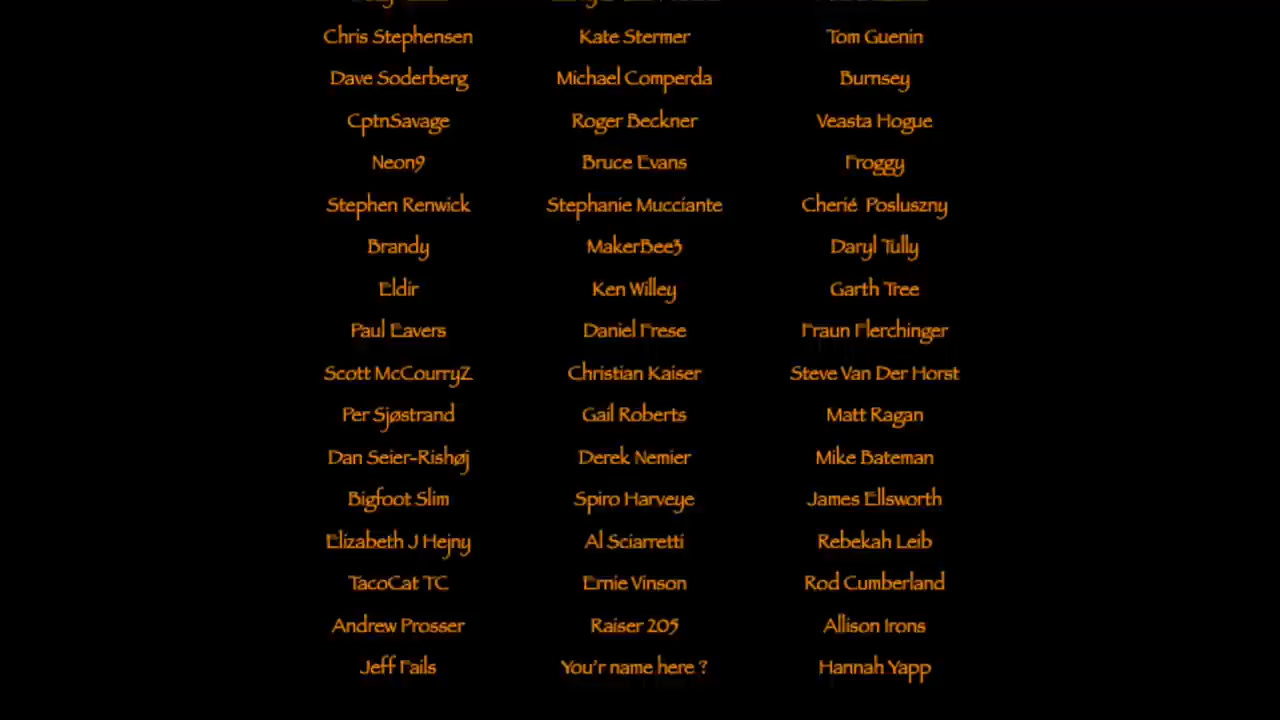 Chris Stephensen Kate Stermer Tom Guenin
Dave Soderberg Michael Comperda Burnsey
CptnSavage Roger Beckner Veasta Hogue
Neon9 Bruce Evans Froggy
Stephen Renwick Stephanie Mucciante Cherié Posluszny
Brandy MakerBee3 Daryl Tully
Eldir Ken Willey Garth Tree
Paul Eavers Daniel Frese Fraun Flerchinger
Scott McCourryZ Christian Kaiser Steve Van Der Horst
Per Sjøstrand Gail Roberts Matt Ragan
Dan Seier-Rishøj Derek Nemier Mike Bateman
Bigfoot Slim Spiro Harveye James Ellsworth
Elizabeth J Hejny Al Sciarretti Rebekah Leib
TacoCat TC Ernie Vinson Rod Cumberland
Andrew Prosser Raiser 205 Allison Irons
Jeff Fails You'r name here ? Hannah Yapp